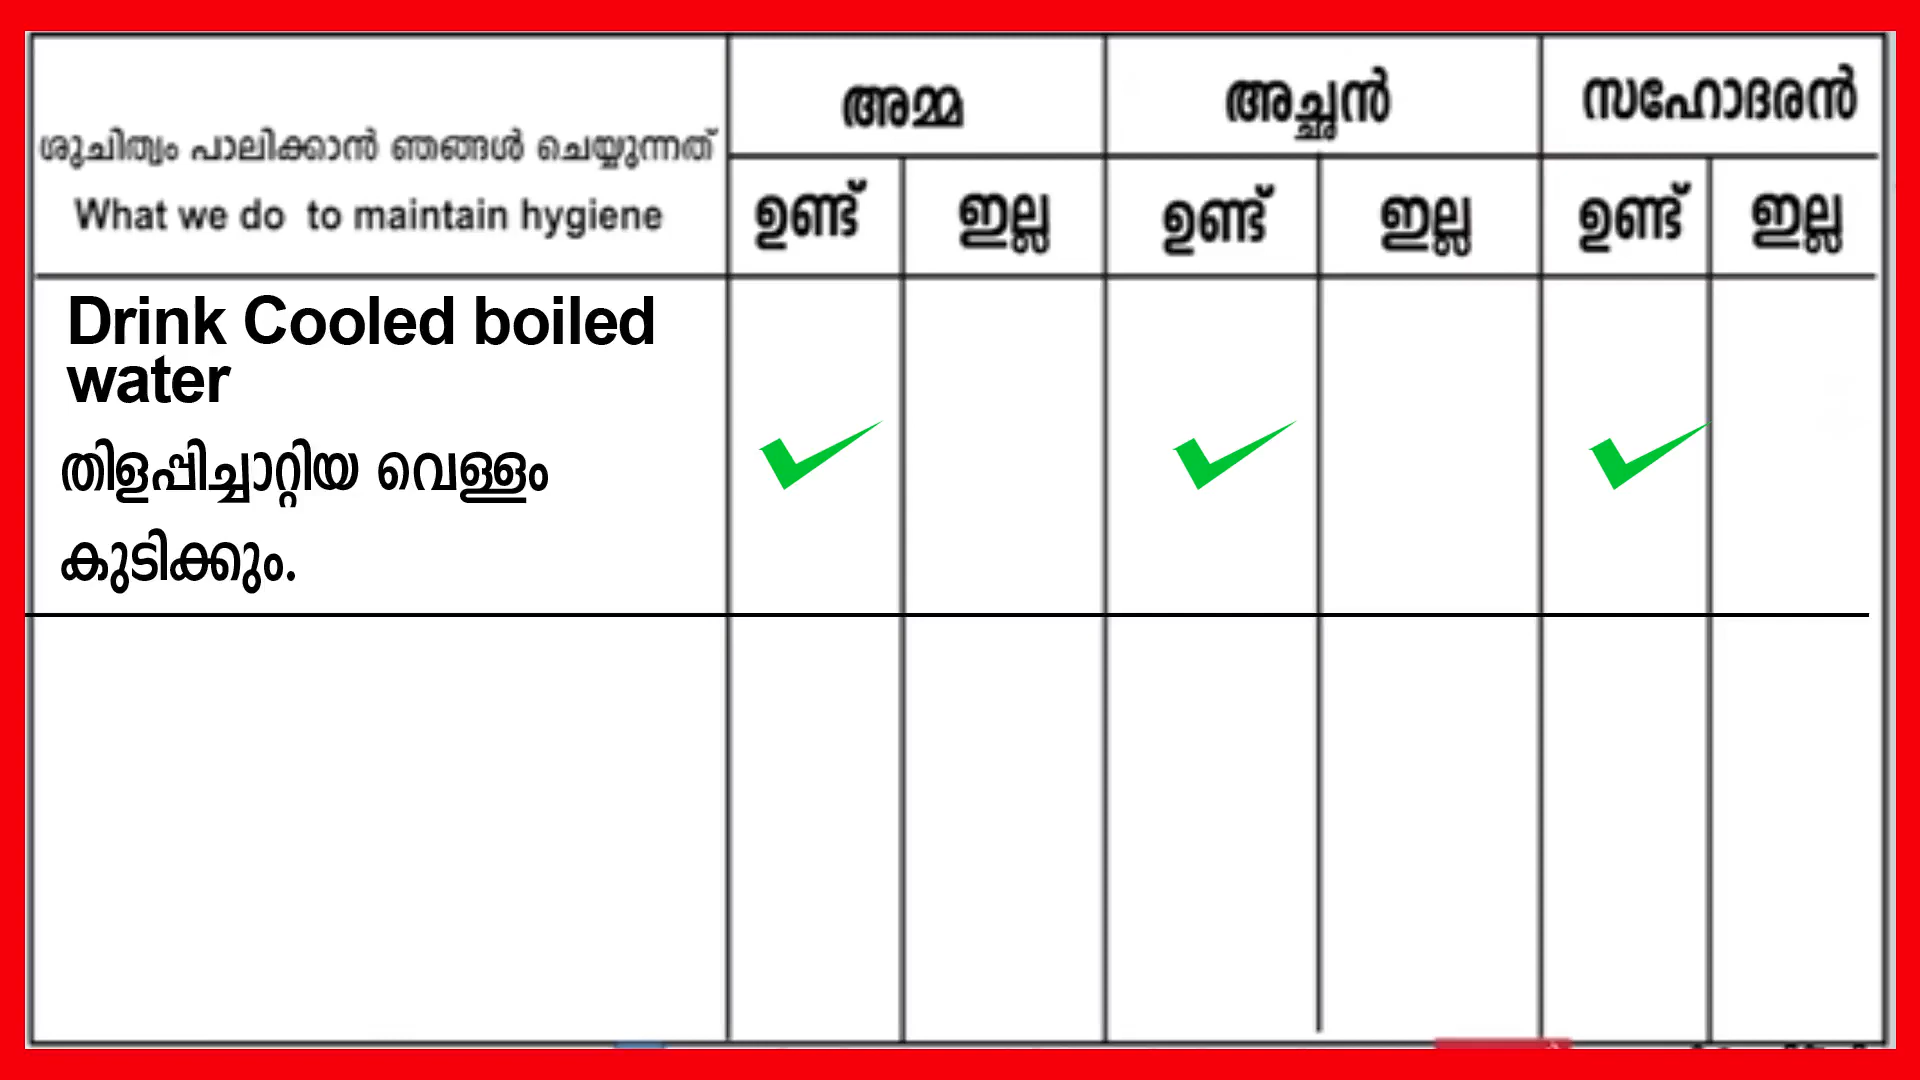 അമ്മ അച്ഛൻ സഹോദരൻ
ശുചിത്വം പാലിക്കാൻ ഞങ്ങൾ ചെയ്യുന്നത്
What we do to maintain hygiene
ഉണ്ട് ഇല്ല ഉണ്ട് ഇല്ല ഉണ്ട് ഇല്ല
Drink Cooled boiled
water
തിളപ്പിച്ചാറ്റിയ വെള്ളം
കുടിക്കും.